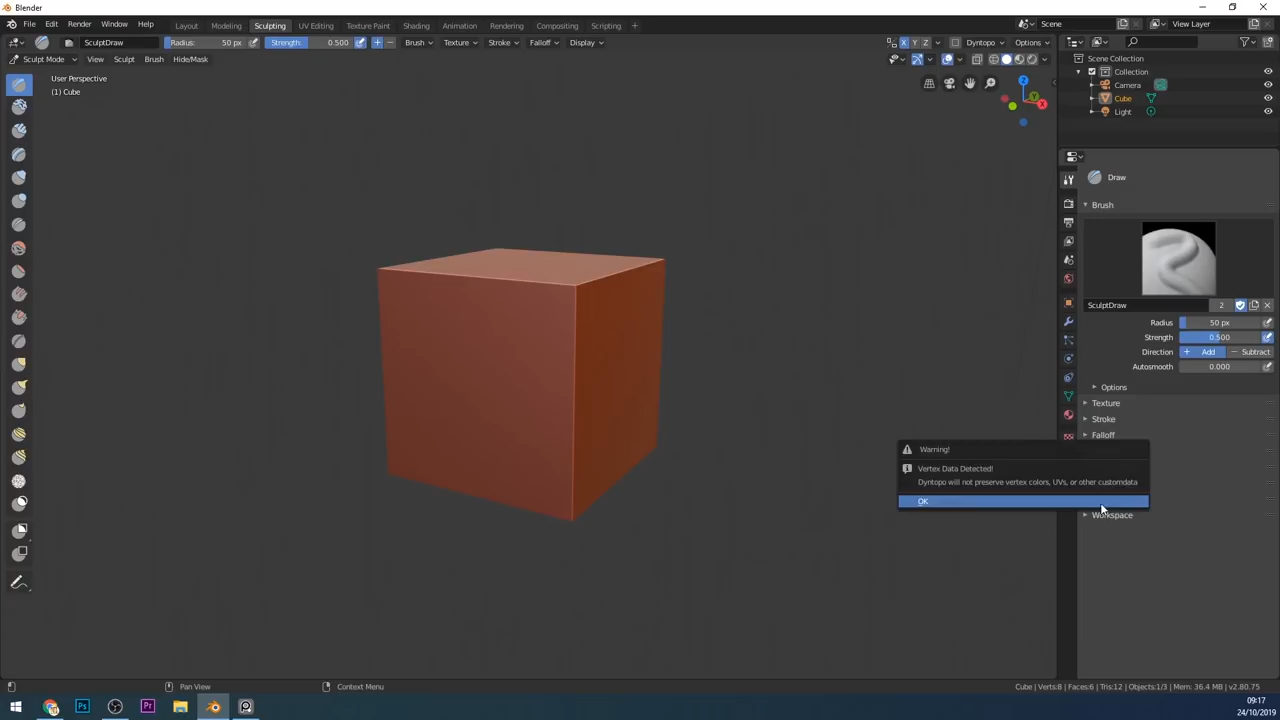 Blender
File Edit Render Window Help
Layout Modeling Sculpting UV Editing Texture Paint Shading Animation Rendering Compositing Scripting +
Scene
View Layer
SculptDraw Radius: 50 px Strength: 0.500 + − Brush Texture Stroke Falloff Display
X Y Z Dyntopo Options
Sculpt Mode View Sculpt Brush Hide/Mask
User Perspective
(1) Cube
Z
Y
X
Scene Collection
Collection
Camera
Cube
Light
Draw
Brush
SculptDraw 2
Radius 50 px
Strength 0.500
Direction + Add − Subtract
Autosmooth 0.000
Options
Texture
Stroke
Falloff
Warning!
Vertex Data Detected!
Dyntopo will not preserve vertex colors, UVs, or other customdata
OK
Workspace
Pan View
Context Menu
Cube | Verts:8 | Faces:6 | Tris:12 | Objects:1/3 | Mem: 36.4 MB | v2.80.75
Ps
Pr
09:17
24/10/2019